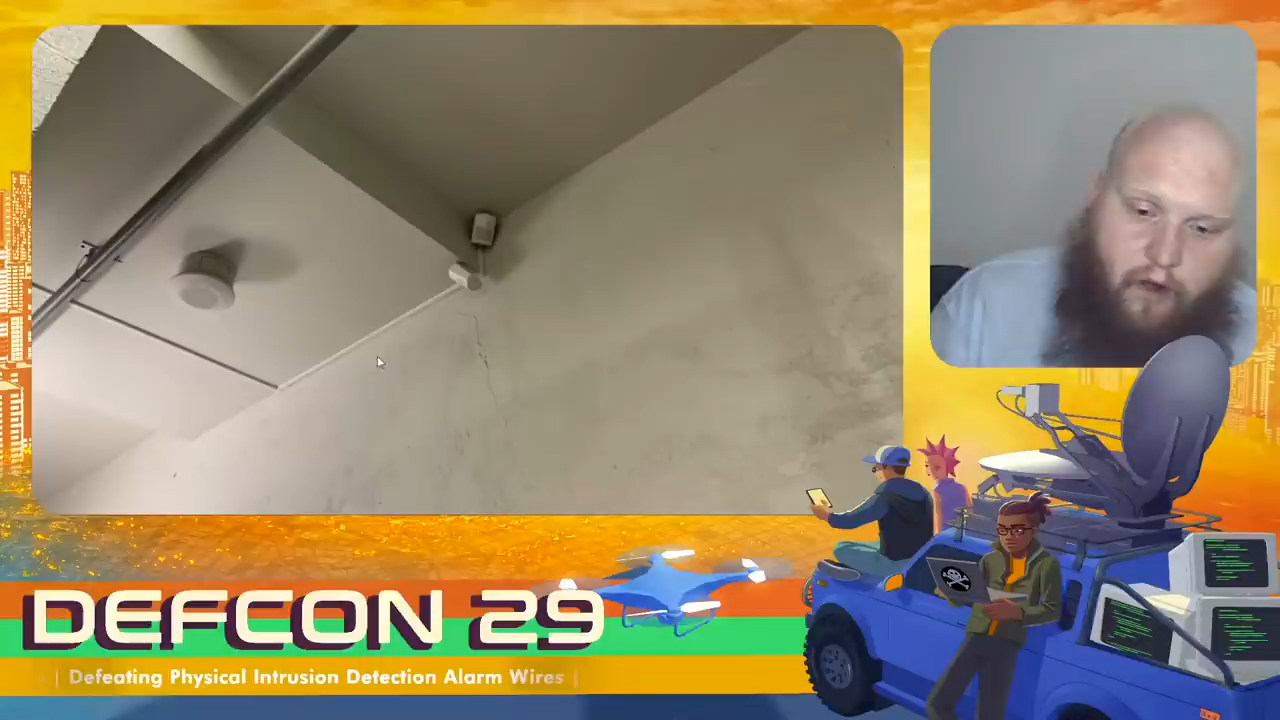 DEFCON 29
| Defeating Physical Intrusion Detection Alarm Wires |